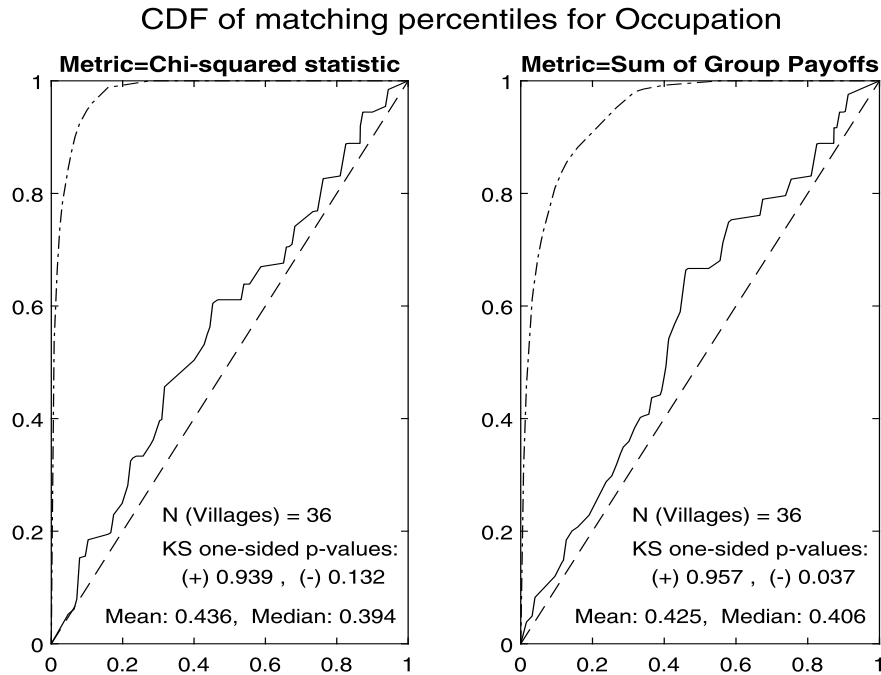 CDF of matching percentiles for Occupation
Metric=Chi-squared statistic
1
0.8
0.6
0.4
0.2
0
0 0.2 0.4 0.6 0.8 1
N (Villages) = 36
KS one-sided p-values:
(+) 0.939 , (-) 0.132
Mean: 0.436, Median: 0.394
Metric=Sum of Group Payoffs
1
0.8
0.6
0.4
0.2
0
0 0.2 0.4 0.6 0.8 1
N (Villages) = 36
KS one-sided p-values:
(+) 0.957 , (-) 0.037
Mean: 0.425, Median: 0.406